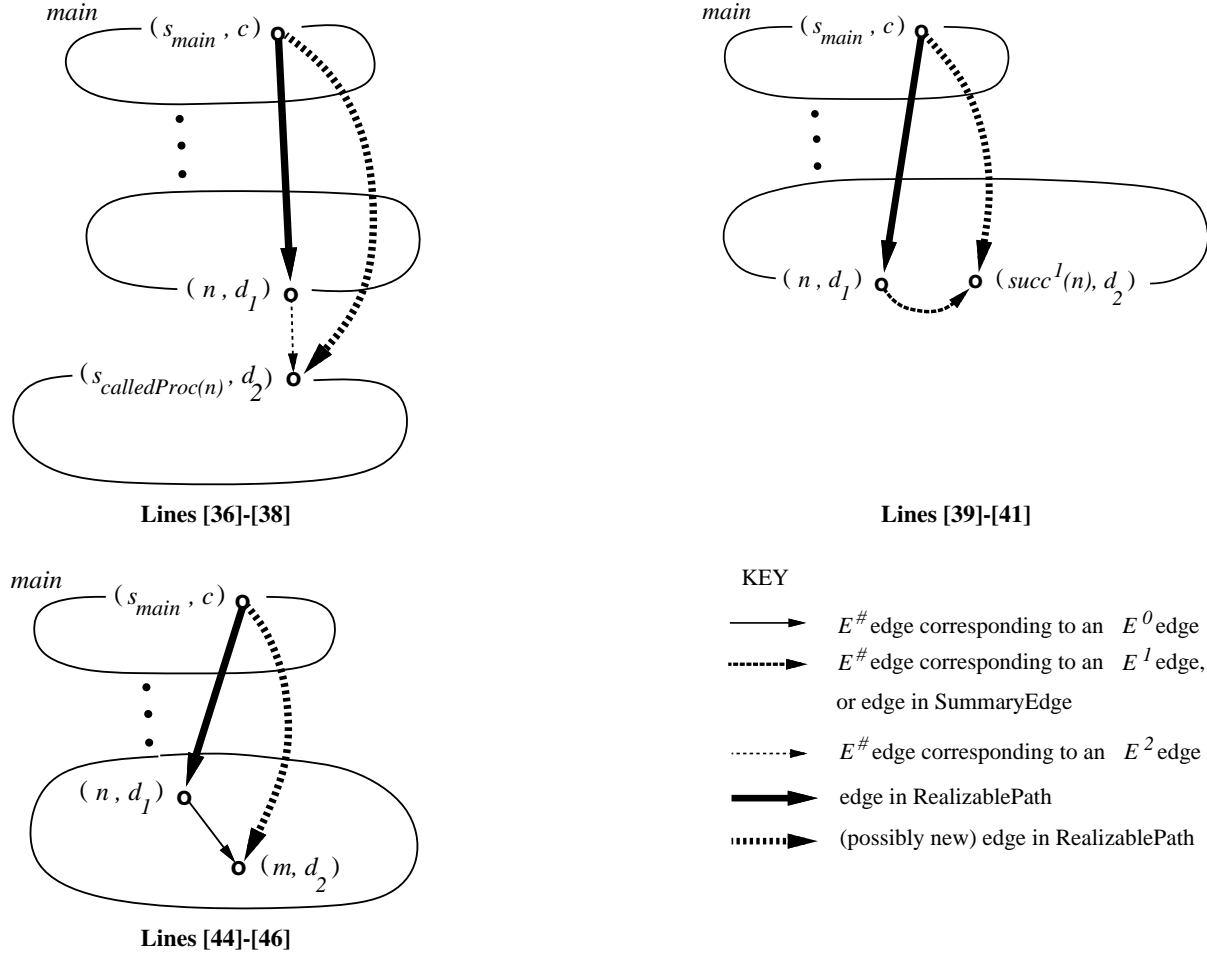 main
(s_main, c)
(n, d_1)
(s_calledProc(n), d_2)
Lines [36]-[38]
main
(s_main, c)
(n, d_1)
(succ^1(n), d_2)
Lines [39]-[41]
main
(s_main, c)
(n, d_1)
(m, d_2)
Lines [44]-[46]
KEY
E^# edge corresponding to an E^0 edge
E^# edge corresponding to an E^1 edge,
or edge in SummaryEdge
E^# edge corresponding to an E^2 edge
edge in RealizablePath
(possibly new) edge in RealizablePath